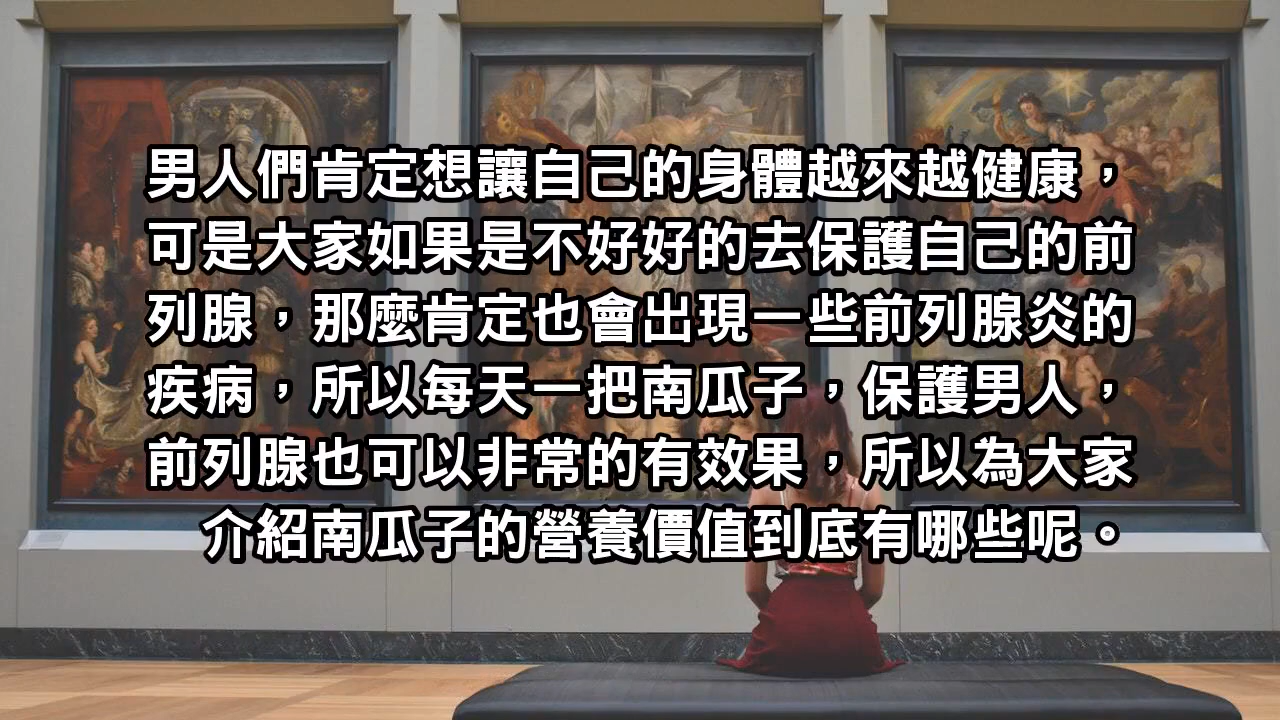 男人們肯定想讓自己的身體越來越健康，
可是大家如果是不好好的去保護自己的前
列腺，那麼肯定也會出現一些前列腺炎的
疾病，所以每天一把南瓜子，保護男人，
前列腺也可以非常的有效果，所以為大家
介紹南瓜子的營養價值到底有哪些呢。